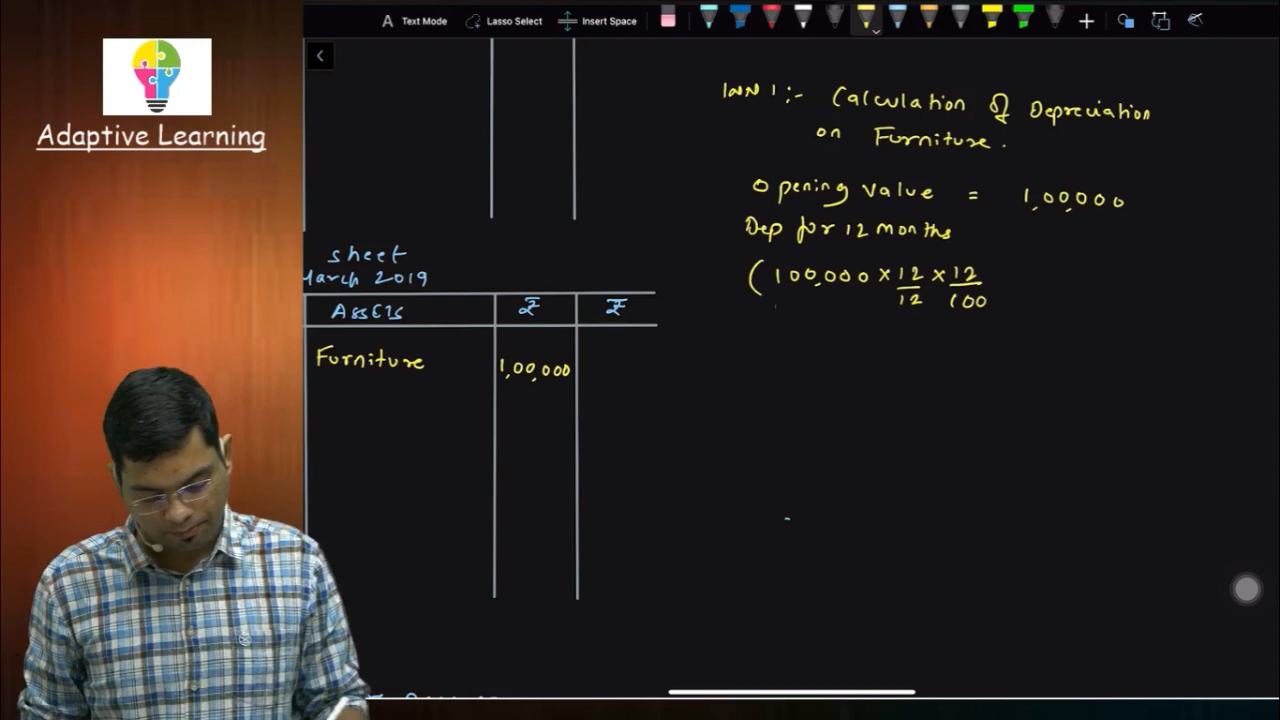 Text Mode
Lasso Select
Insert Space
Adaptive Learning
sheet
March 2019
Assets ₹ ₹
Furniture 1,00,000
WN 1 :- Calculation of Depreciation
on Furniture.
Opening value = 1,00,000
Dep for 12 months
(100,000 × 12/12 × 12/100